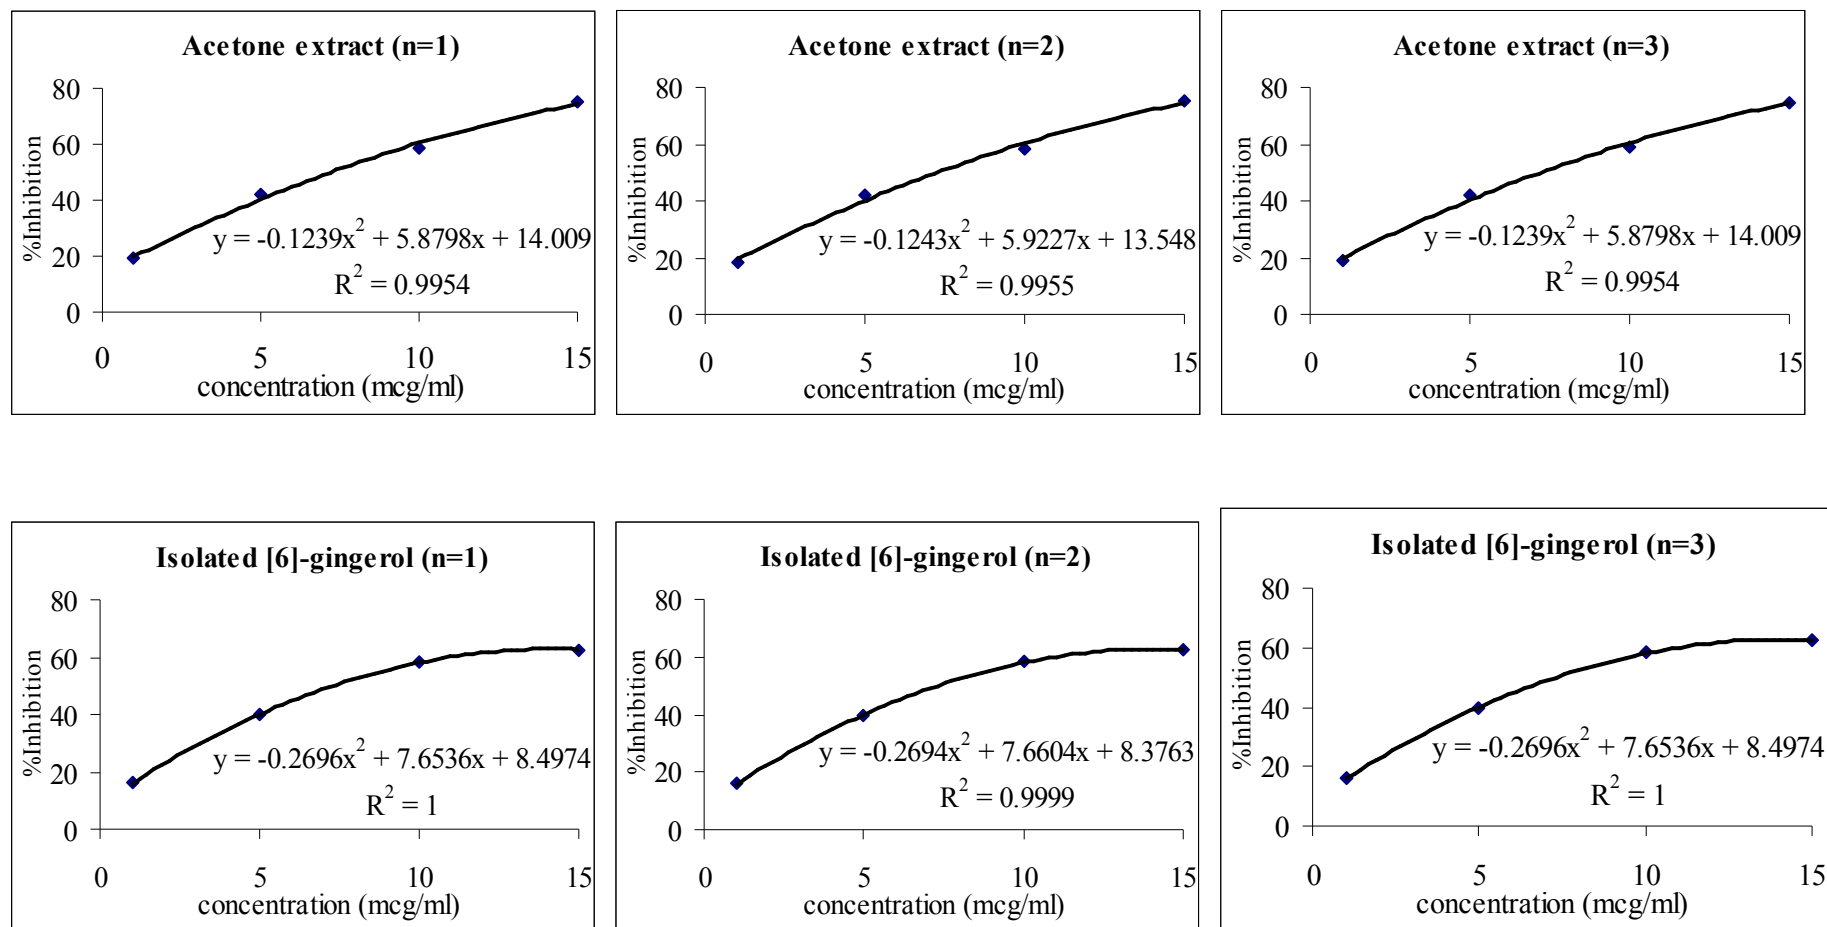 Acetone extract (n=1)
%Inhibition
80
60
40
20
0
y = -0.1239x² + 5.8798x + 14.009
R² = 0.9954
0 5 10 15
concentration (mcg/ml)
Acetone extract (n=2)
%Inhibition
80
60
40
20
0
y = -0.1243x² + 5.9227x + 13.548
R² = 0.9955
0 5 10 15
concentration (mcg/ml)
Acetone extract (n=3)
%Inhibition
80
60
40
20
0
y = -0.1239x² + 5.8798x + 14.009
R² = 0.9954
0 5 10 15
concentration (mcg/ml)
Isolated [6]-gingerol (n=1)
%Inhibition
80
60
40
20
0
y = -0.2696x² + 7.6536x + 8.4974
R² = 1
0 5 10 15
concentration (mcg/ml)
Isolated [6]-gingerol (n=2)
%Inhibition
80
60
40
20
0
y = -0.2694x² + 7.6604x + 8.3763
R² = 0.9999
0 5 10 15
concentration (mcg/ml)
Isolated [6]-gingerol (n=3)
%Inhibition
80
60
40
20
0
y = -0.2696x² + 7.6536x + 8.4974
R² = 1
0 5 10 15
concentration (mcg/ml)